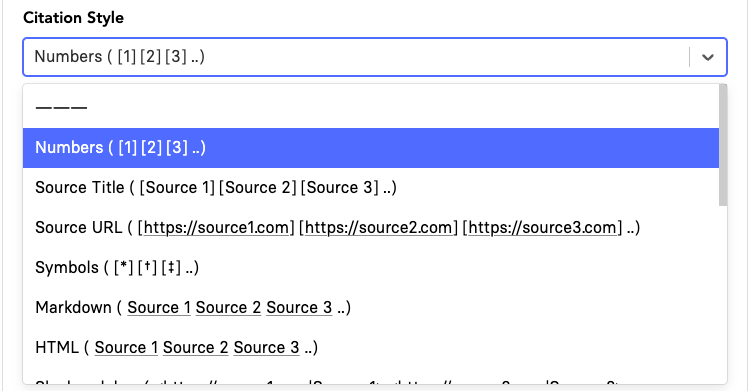 Citation Style
Numbers ( [1] [2] [3] ..)
———
Numbers ( [1] [2] [3] ..)
Source Title ( [Source 1] [Source 2] [Source 3] ..)
Source URL ( [https://source1.com] [https://source2.com] [https://source3.com] ..)
Symbols ( [*] [†] [‡] ..)
Markdown ( Source 1 Source 2 Source 3 ..)
HTML ( Source 1 Source 2 Source 3 ..)